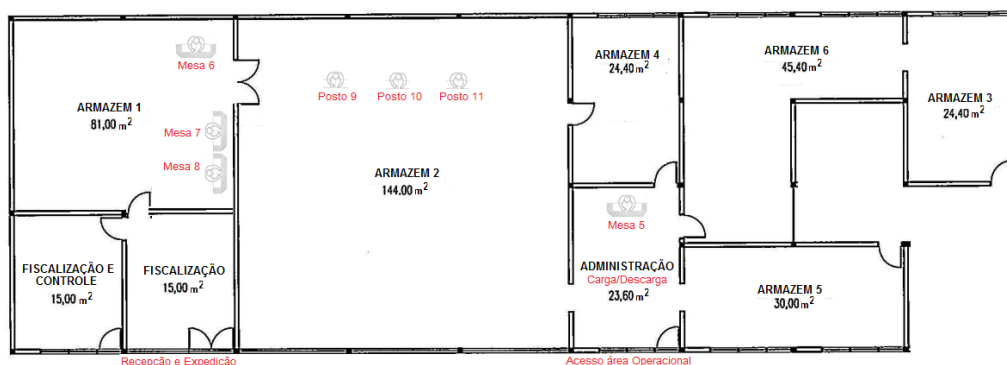 Mesa 6
ARMAZEM 1
81,00 m²
Mesa 7
Mesa 8
Posto 9
Posto 10
Posto 11
ARMAZEM 2
144.00 m²
ARMAZEM 4
24,40 m²
ARMAZEM 6
45,40 m²
ARMAZEM 3
24,40 m²
Mesa 5
FISCALIZAÇÃO E
CONTROLE
15,00 m²
FISCALIZAÇÃO
15,00 m²
ADMINISTRAÇÃO
Carga/Descarga
23,60 m²
ARMAZEM 5
30,00 m²
Recepção e Expedição
Acesso área Operacional